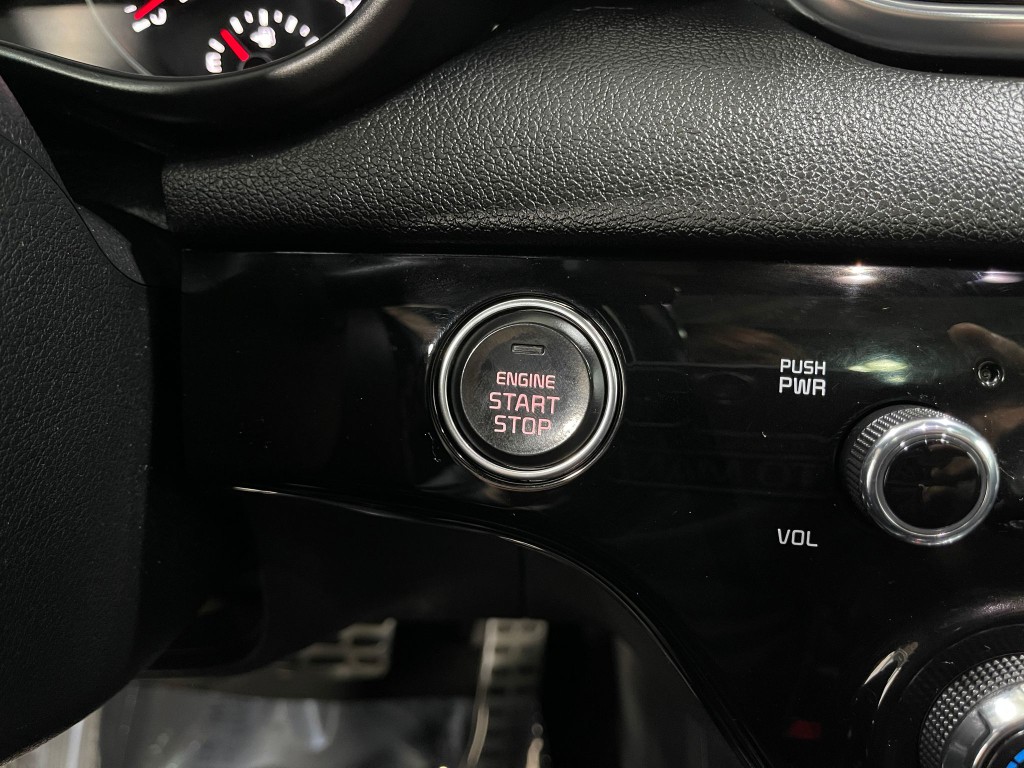 E
ENGINE
START
STOP
PUSH
PWR
VOL